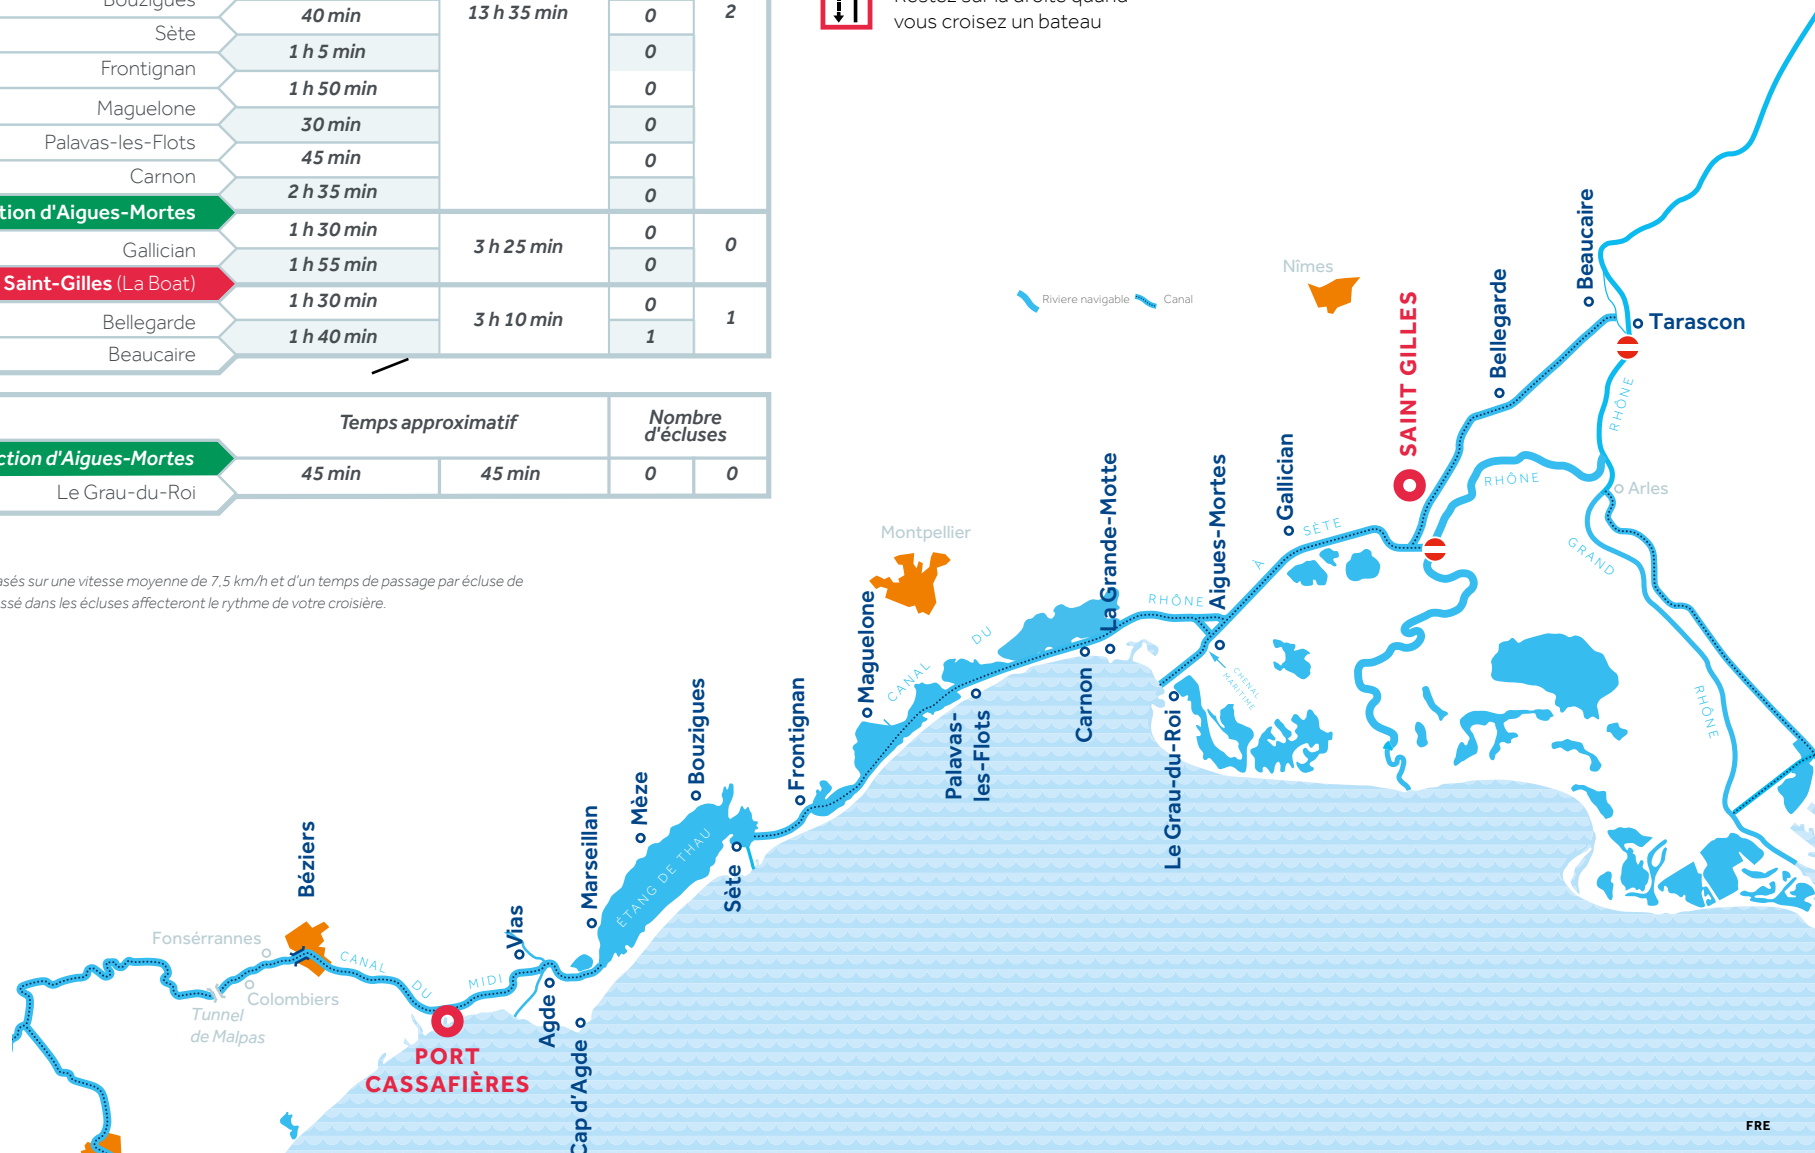 Bouzigues
Sète
Frontignan
Maguelone
Palavas-les-Flots
Carnon
tion d'Aigues-Mortes
Gallician
Saint-Gilles (La Boat)
Bellegarde
Beaucaire
40 min
1 h 5 min
1 h 50 min
30 min
45 min
2 h 35 min
1 h 30 min
1 h 55 min
1 h 30 min
1 h 40 min
13 h 35 min
3 h 25 min
3 h 10 min
0
0
0
0
0
0
0
0
0
1
2
0
1
vous croisez un bateau
Temps approximatif
Nombre
d'écluses
ction d'Aigues-Mortes
Le Grau-du-Roi
45 min
45 min
0
0
asés sur une vitesse moyenne de 7,5 km/h et d'un temps de passage par écluse de
ssé dans les écluses affecteront le rythme de votre croisière.
Riviere navigable
Canal
Nîmes
Beaucaire
Tarascon
Bellegarde
SAINT GILLES
RHÔNE
RHÔNE
Arles
GRAND
RHÔNE
Gallician
Aigues-Mortes
La Grande-Motte
Montpellier
CANAL
DU
RHÔNE
À
SÈTE
CHENAL
MARITIME
Maguelone
Carnon
Palavas-
les-Flots
Le Grau-du-Roi
Frontignan
Bouzigues
Mèze
Marseillan
Sète
ÉTANG DE THAU
Béziers
Fonsérrannes
Colombiers
Tunnel
de Malpas
CANAL
DU
MIDI
Vias
Agde
Cap d'Agde
PORT
CASSAFIÈRES
FRE